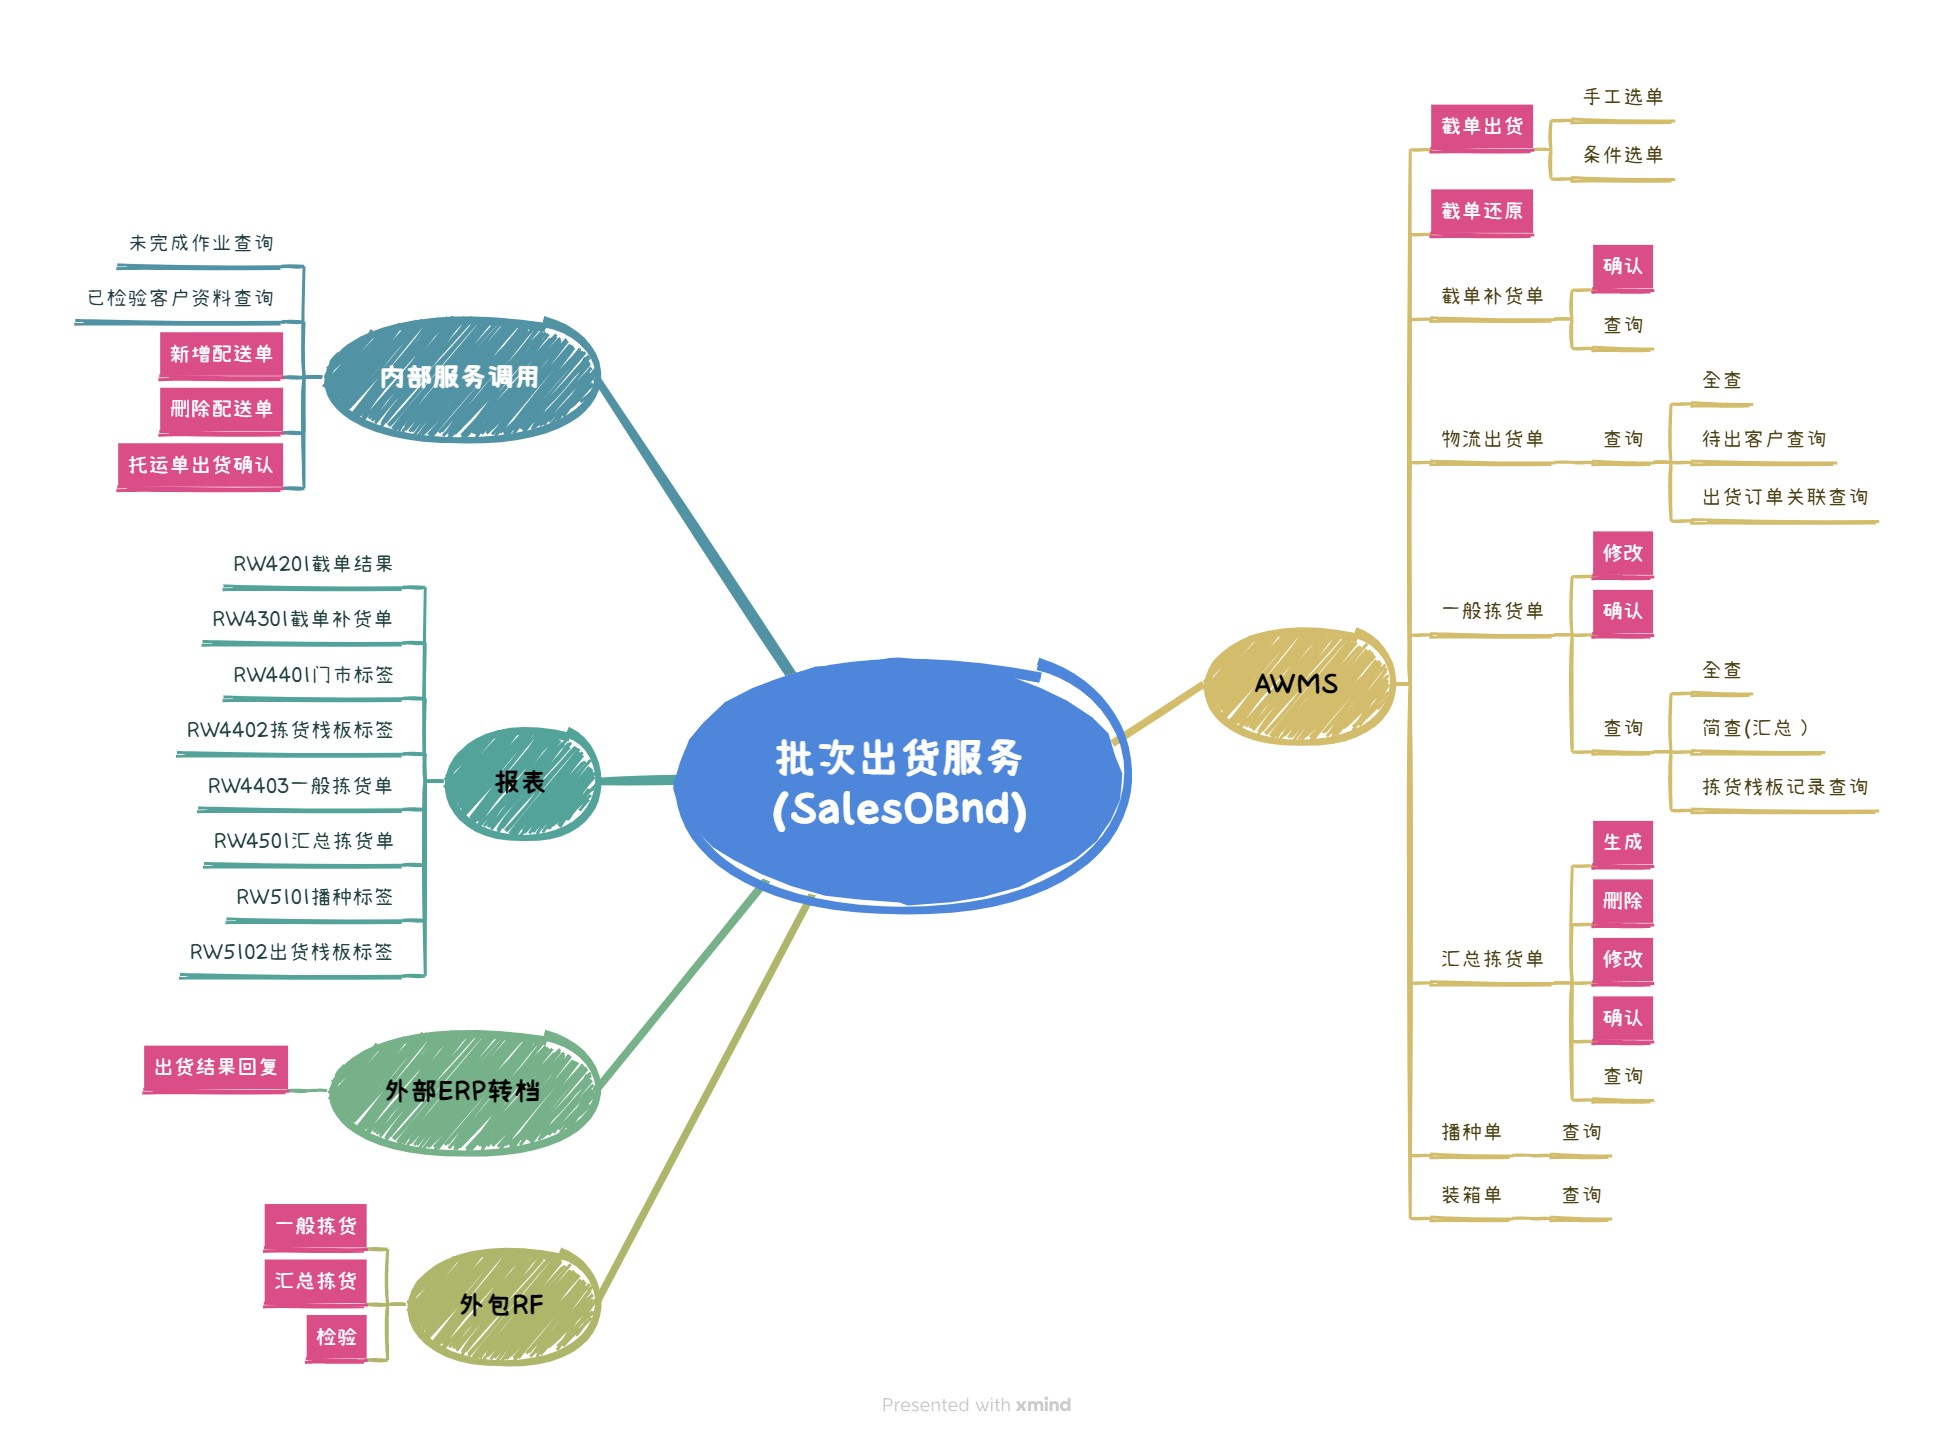 批次出货服务
(SalesOBnd)
AWMS
截单出货
手工选单
条件选单
截单还原
截单补货单
确认
查询
物流出货单
查询
全查
待出客户查询
出货订单关联查询
一般拣货单
修改
确认
查询
全查
简查(汇总）
拣货栈板记录查询
汇总拣货单
生成
删除
修改
确认
查询
播种单
查询
装箱单
查询
内部服务调用
未完成作业查询
已检验客户资料查询
新增配送单
删除配送单
托运单出货确认
报表
RW4201截单结果
RW4301截单补货单
RW4401门市标签
RW4402拣货栈板标签
RW4403一般拣货单
RW4501汇总拣货单
RW5101播种标签
RW5102出货栈板标签
外部ERP转档
出货结果回复
外包RF
一般拣货
汇总拣货
检验
Presented with xmind